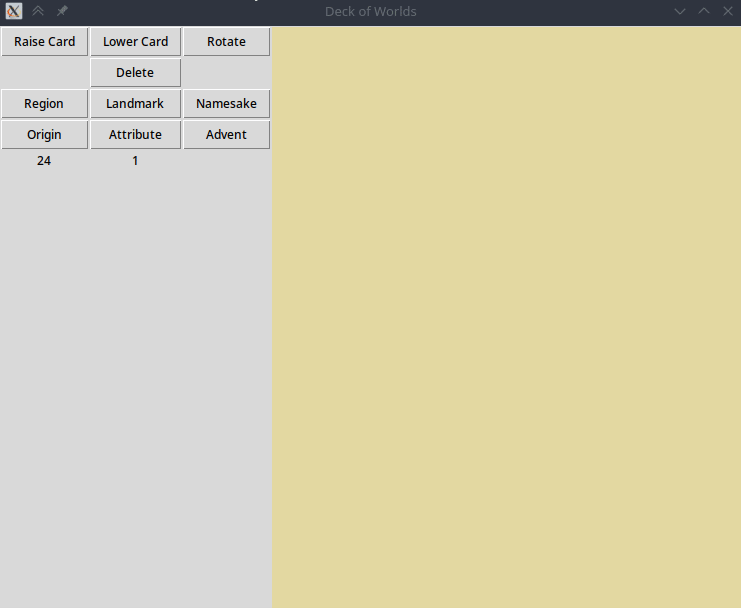 Deck of Worlds
Raise Card Lower Card Rotate
Delete
Region Landmark Namesake
Origin Attribute Advent
24 1